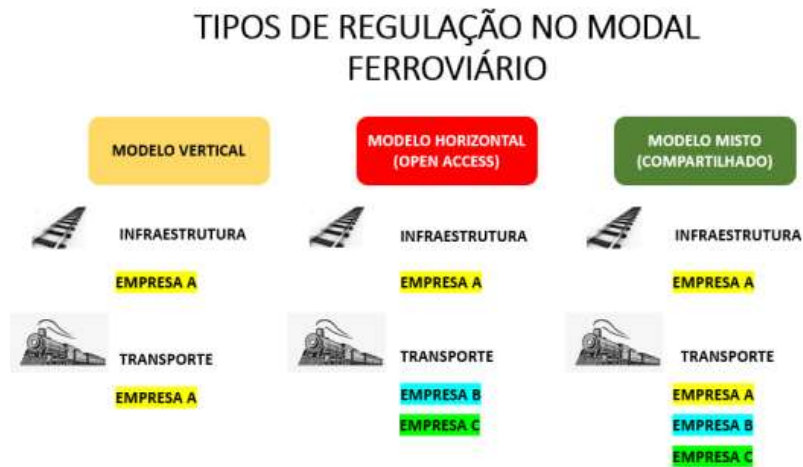 TIPOS DE REGULAÇÃO NO MODAL
FERROVIÁRIO
MODELO VERTICAL
INFRAESTRUTURA
EMPRESA A
TRANSPORTE
EMPRESA A
MODELO HORIZONTAL
(OPEN ACCESS)
INFRAESTRUTURA
EMPRESA A
TRANSPORTE
EMPRESA B
EMPRESA C
MODELO MISTO
(COMPARTILHADO)
INFRAESTRUTURA
EMPRESA A
TRANSPORTE
EMPRESA A
EMPRESA B
EMPRESA C